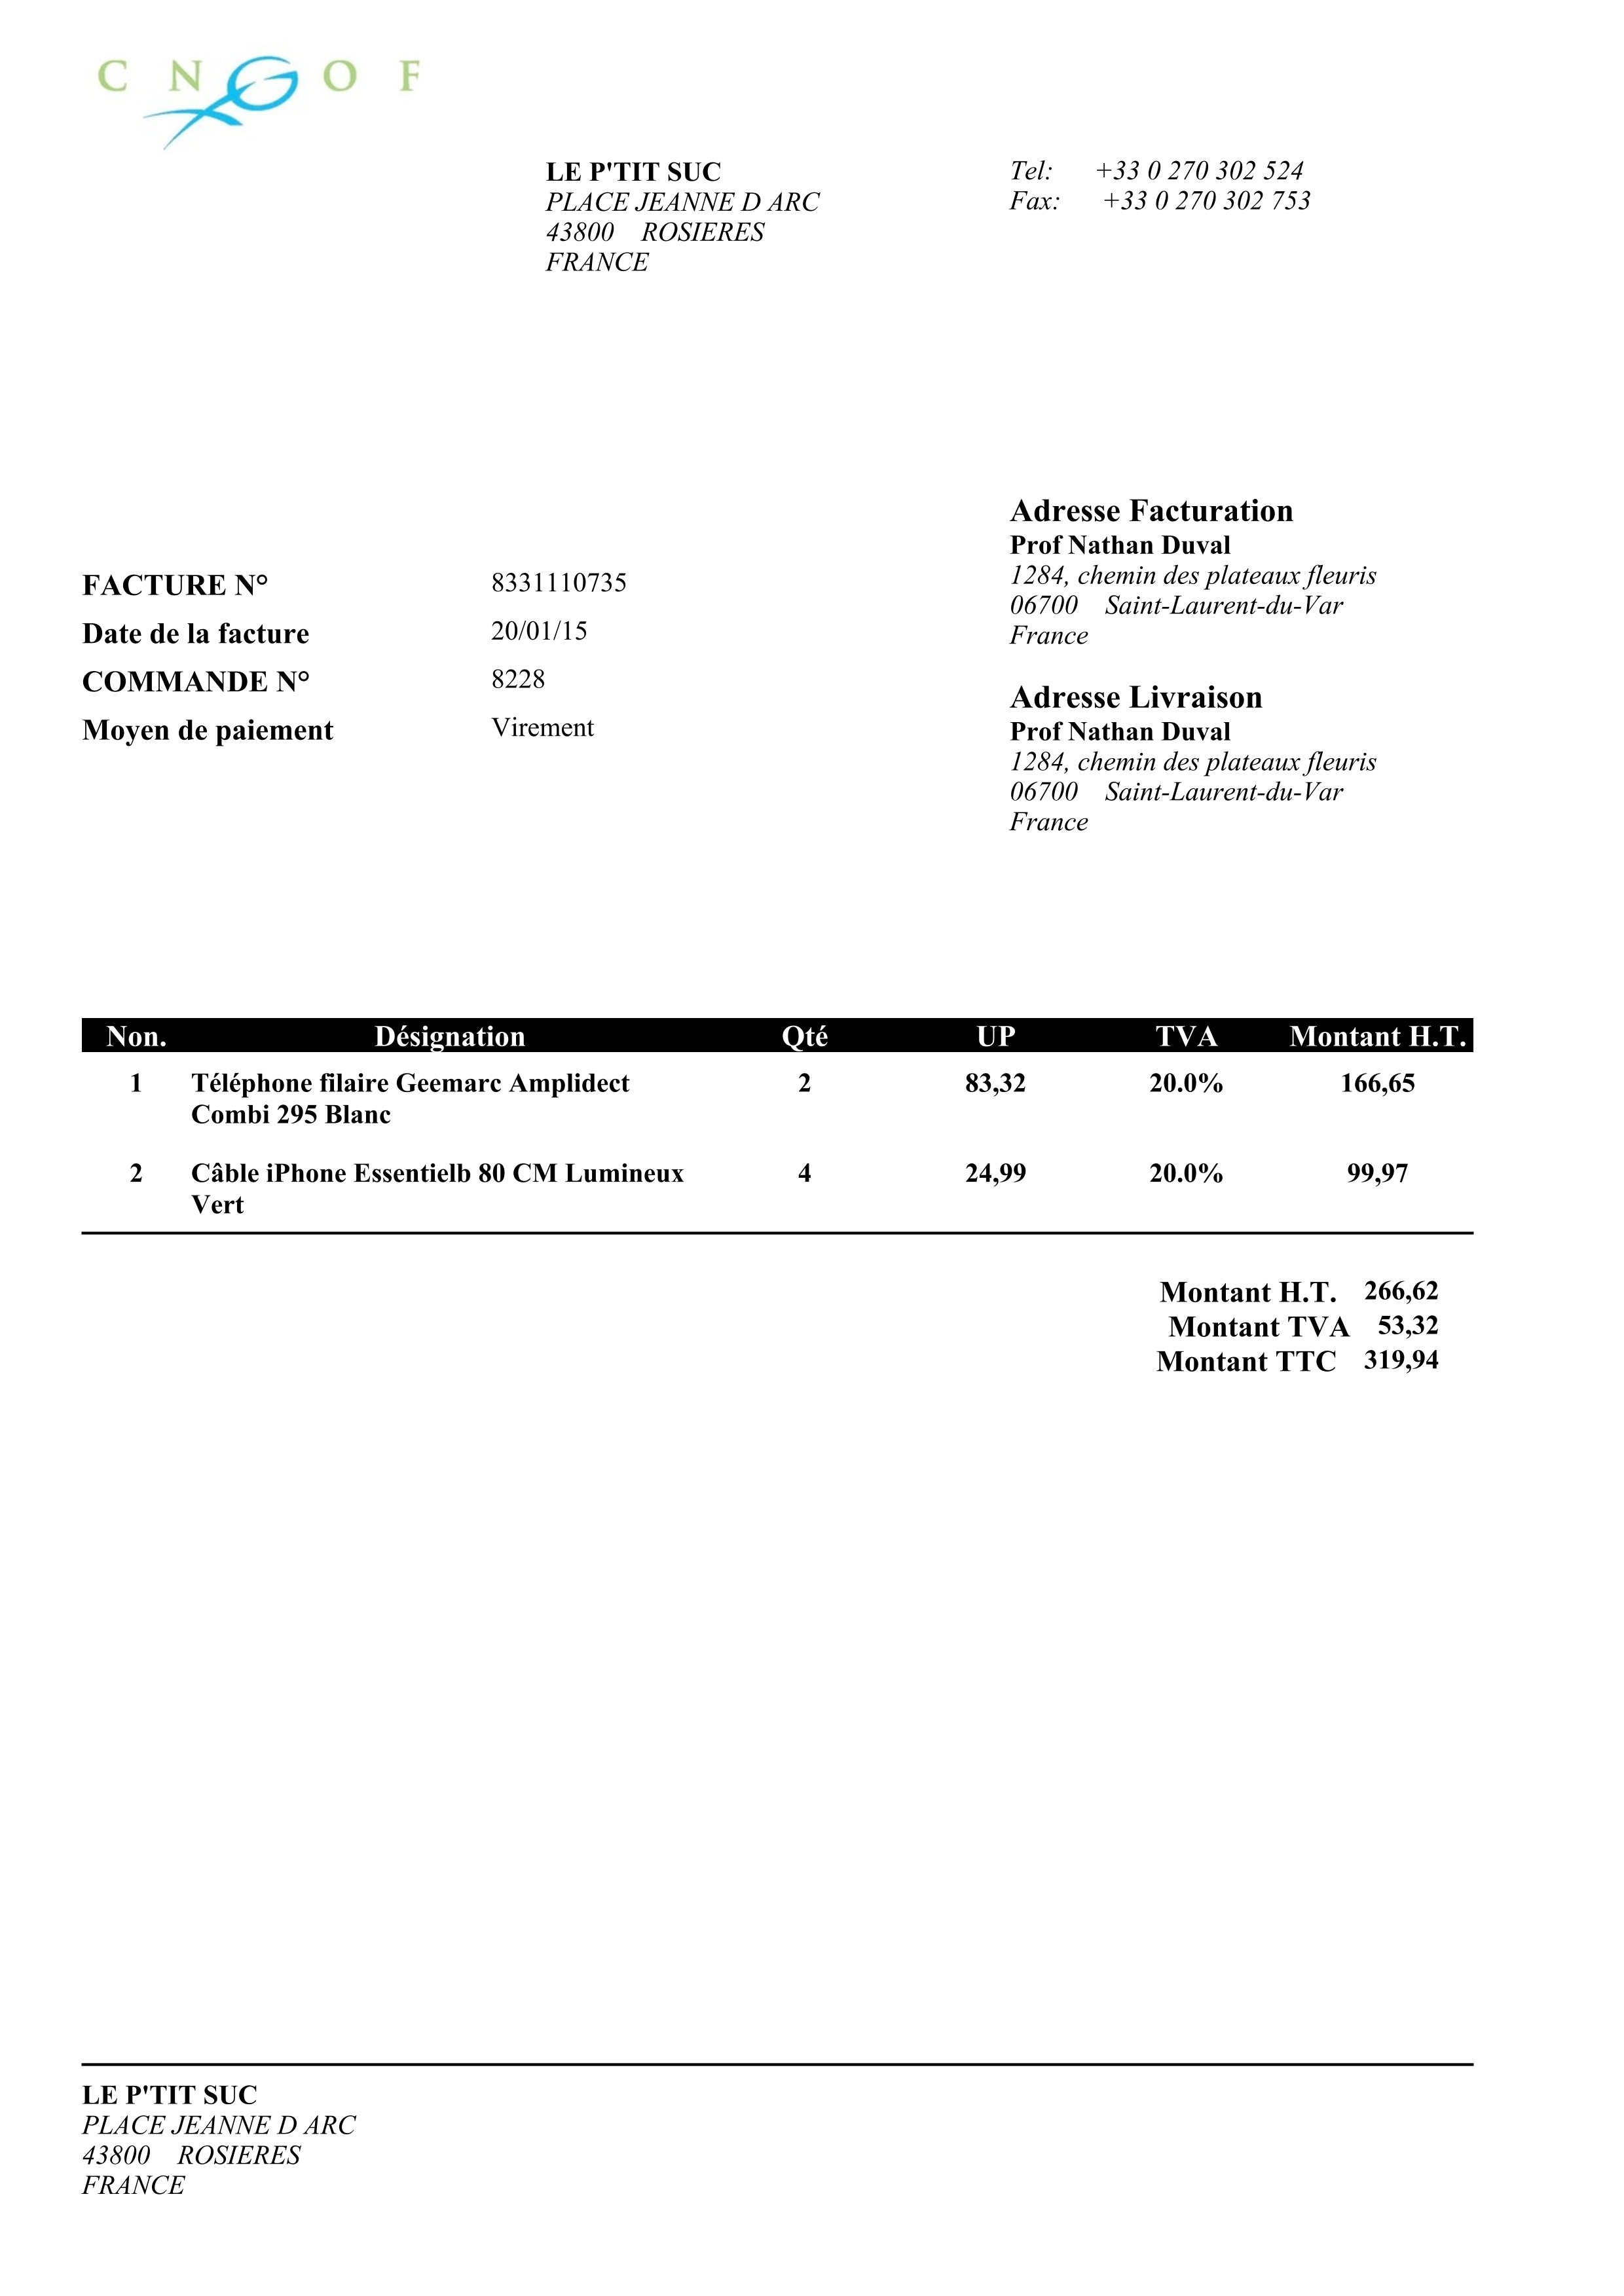 C N G O F
LE P'TIT SUC
PLACE JEANNE D ARC
43800 ROSIERES
FRANCE
Tel: +33 0 270 302 524
Fax: +33 0 270 302 753
Adresse Facturation
Prof Nathan Duval
1284, chemin des plateaux fleuris
06700 Saint-Laurent-du-Var
France
FACTURE N° 8331110735
Date de la facture 20/01/15
COMMANDE N° 8228
Moyen de paiement Virement
Adresse Livraison
Prof Nathan Duval
1284, chemin des plateaux fleuris
06700 Saint-Laurent-du-Var
France
Non. Désignation Qté UP TVA Montant H.T.
1 Téléphone filaire Geemarc Amplidect 2 83,32 20.0% 166,65
Combi 295 Blanc
2 Câble iPhone Essentielb 80 CM Lumineux 4 24,99 20.0% 99,97
Vert
Montant H.T. 266,62
Montant TVA 53,32
Montant TTC 319,94
LE P'TIT SUC
PLACE JEANNE D ARC
43800 ROSIERES
FRANCE